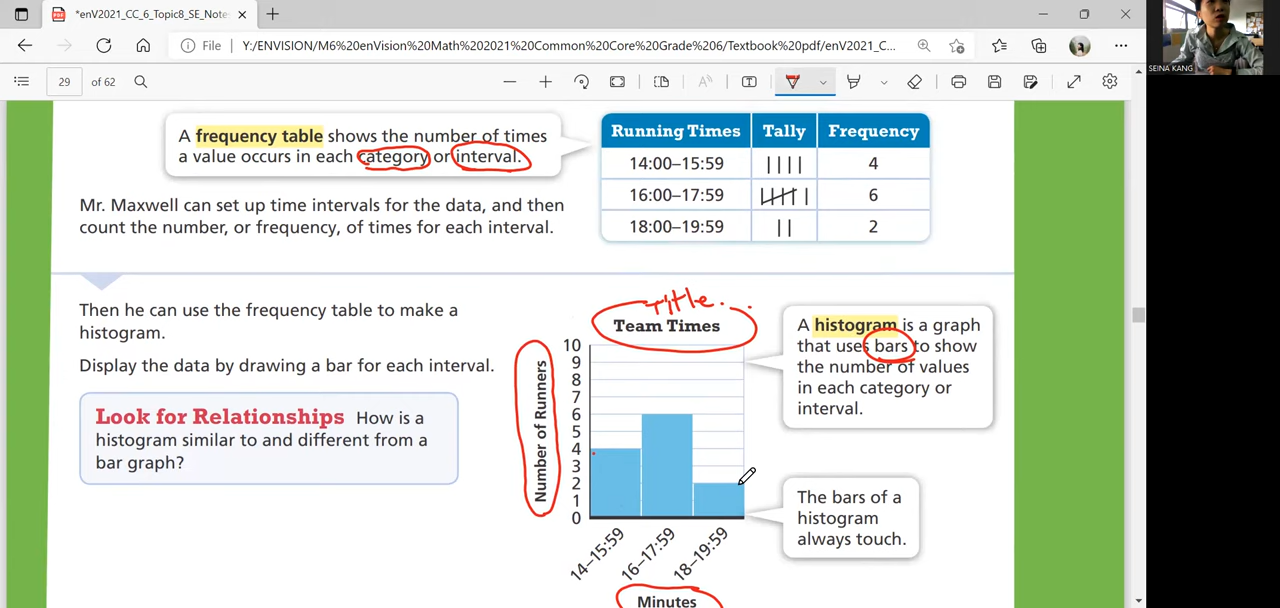 *enV2021_CC_6_Topic8_SE_Note
File
Y:/ENVISION/M6%20enVision%20Math%202021%20Common%20Core%20Grade%206/Textbook%20pdf/enV2021_C...
29
of 62
SEINA KANG
A frequency table shows the number of times
a value occurs in each category or interval.
Running Times Tally Frequency
14:00–15:59 4
16:00–17:59 6
18:00–19:59 2
Mr. Maxwell can set up time intervals for the data, and then
count the number, or frequency, of times for each interval.
Then he can use the frequency table to make a
histogram.
Display the data by drawing a bar for each interval.
Look for Relationships How is a
histogram similar to and different from a
bar graph?
Title
Team Times
Number of Runners
10
9
8
7
6
5
4
3
2
1
0
14–15:59
16–17:59
18–19:59
Minutes
A histogram is a graph
that uses bars to show
the number of values
in each category or
interval.
The bars of a
histogram
always touch.